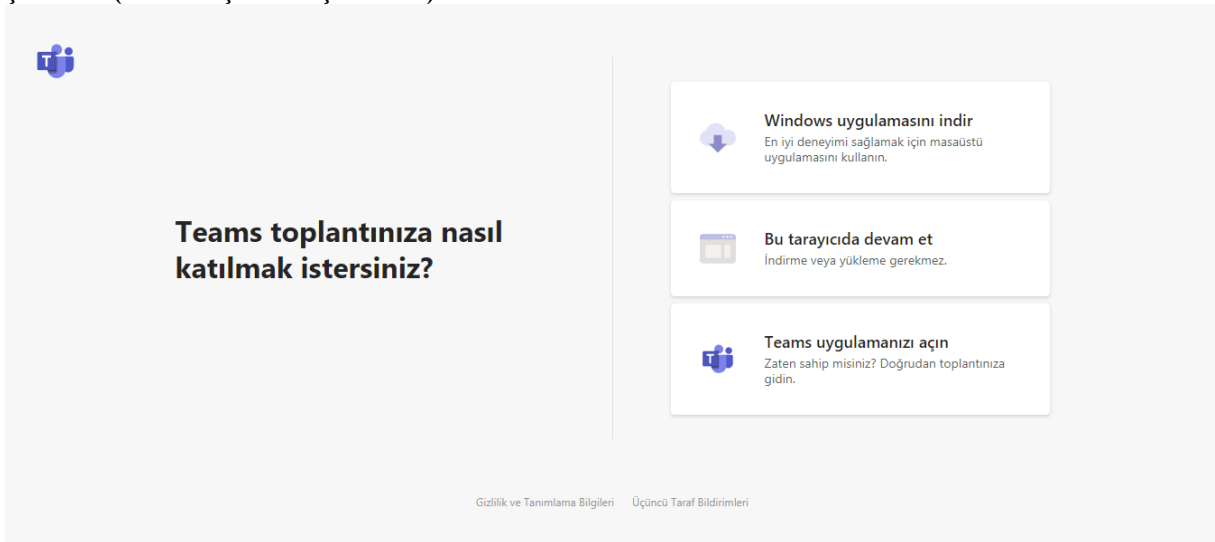 Teams toplantınıza nasıl
katılmak istersiniz?
Windows uygulamasını indir
En iyi deneyimi sağlamak için masaüstü
uygulamasını kullanın.
Bu tarayıcıda devam et
İndirme veya yükleme gerekmez.
Teams uygulamanızı açın
Zaten sahip misiniz? Doğrudan toplantınıza
gidin.
Gizlilik ve Tanımlama Bilgileri Üçüncü Taraf Bildirimleri